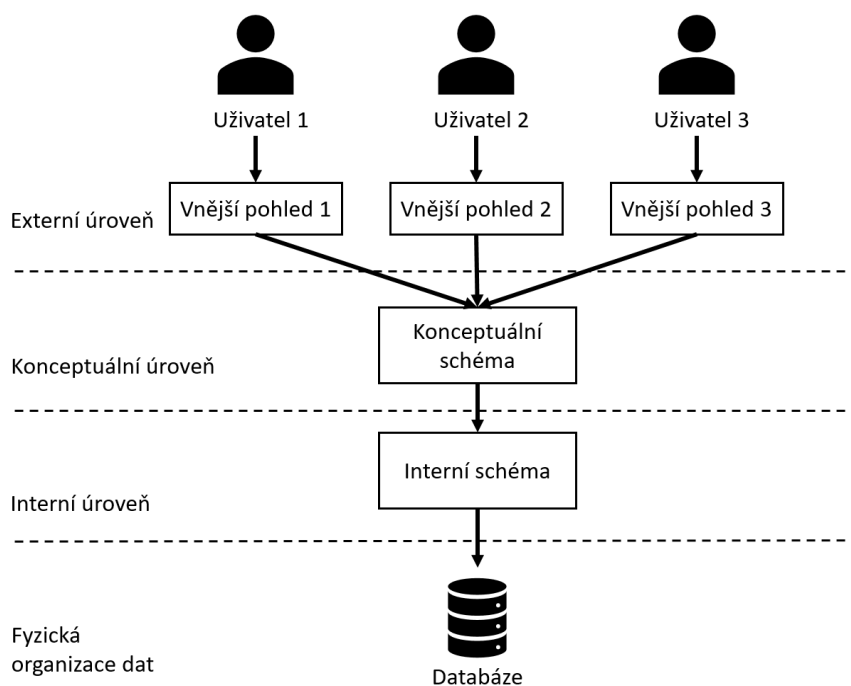 Uživatel 1
Uživatel 2
Uživatel 3
Vnější pohled 1
Vnější pohled 2
Vnější pohled 3
Externí úroveň
Konceptuální
schéma
Konceptuální úroveň
Interní schéma
Interní úroveň
Fyzická
organizace dat
Databáze